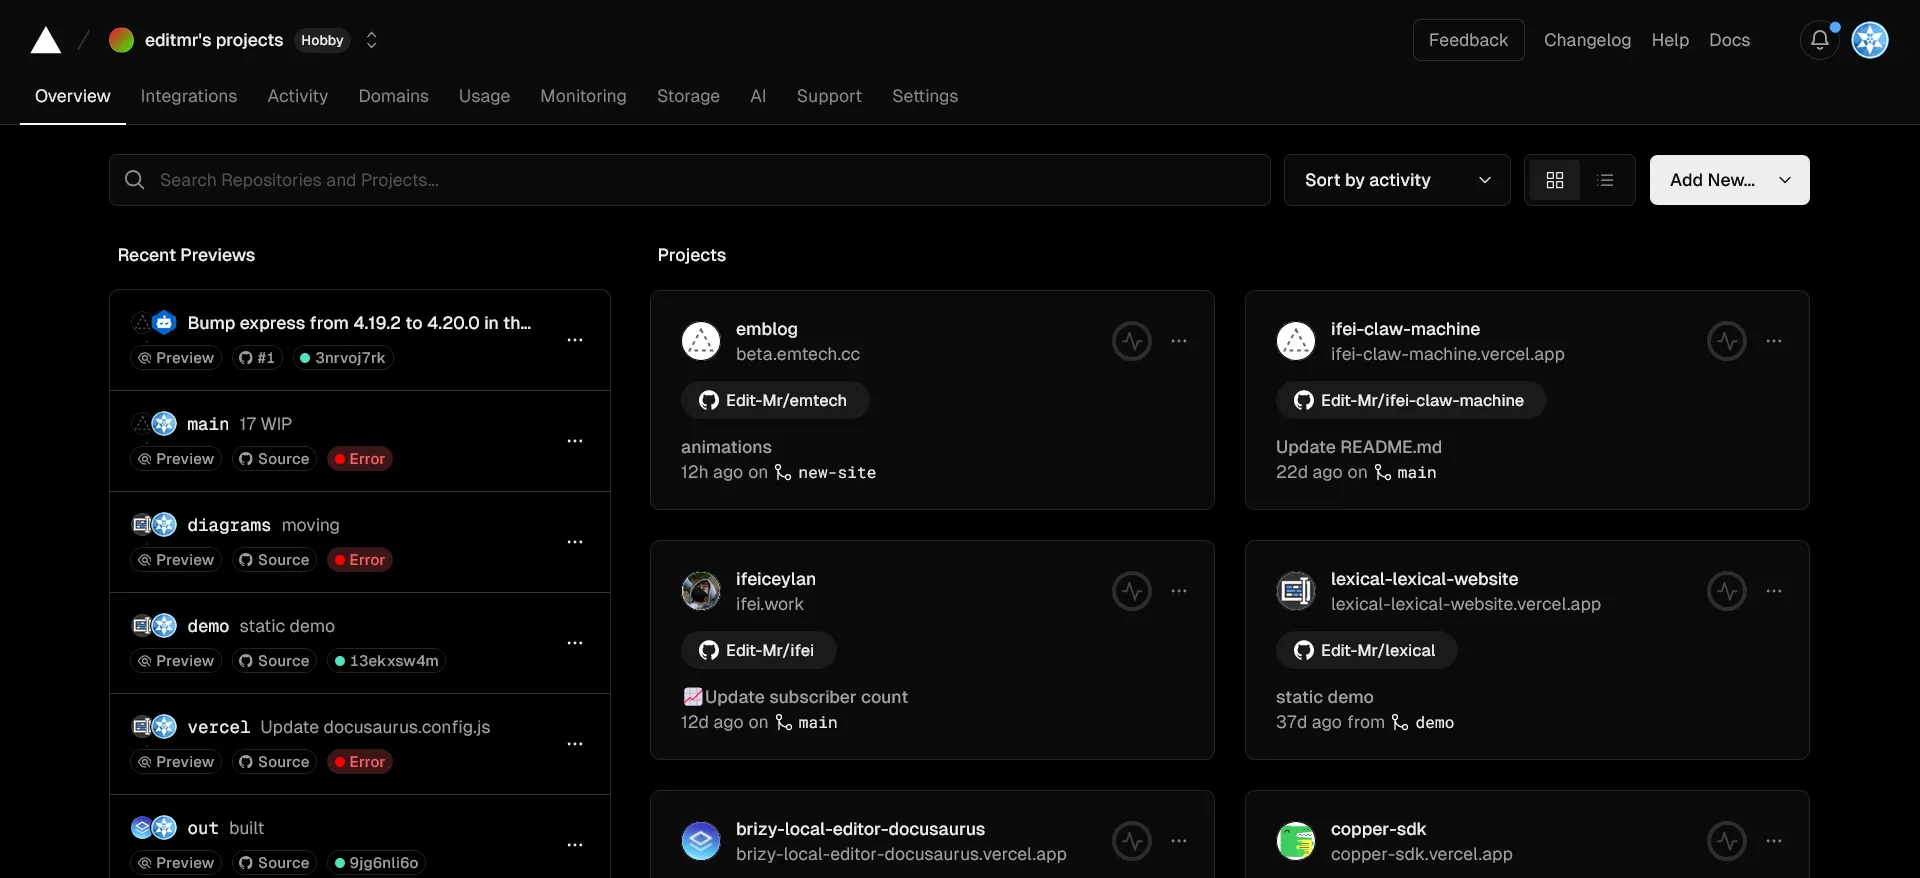 editmr's projects Hobby
Feedback Changelog Help Docs
Overview Integrations Activity Domains Usage Monitoring Storage AI Support Settings
Search Repositories and Projects...
Sort by activity
Add New...
Recent Previews
Bump express from 4.19.2 to 4.20.0 in th...
Preview #1 3nrvoj7rk
main 17 WIP
Preview Source Error
diagrams moving
Preview Source Error
demo static demo
Preview Source 13ekxsw4m
vercel Update docusaurus.config.js
Preview Source Error
out built
Preview Source 9jg6nli6o
Projects
emblog
beta.emtech.cc
Edit-Mr/emtech
animations
12h ago on new-site
ifei-claw-machine
ifei-claw-machine.vercel.app
Edit-Mr/ifei-claw-machine
Update README.md
22d ago on main
ifeiceylan
ifei.work
Edit-Mr/ifei
📈Update subscriber count
12d ago on main
lexical-lexical-website
lexical-lexical-website.vercel.app
Edit-Mr/lexical
static demo
37d ago from demo
brizy-local-editor-docusaurus
brizy-local-editor-docusaurus.vercel.app
copper-sdk
copper-sdk.vercel.app